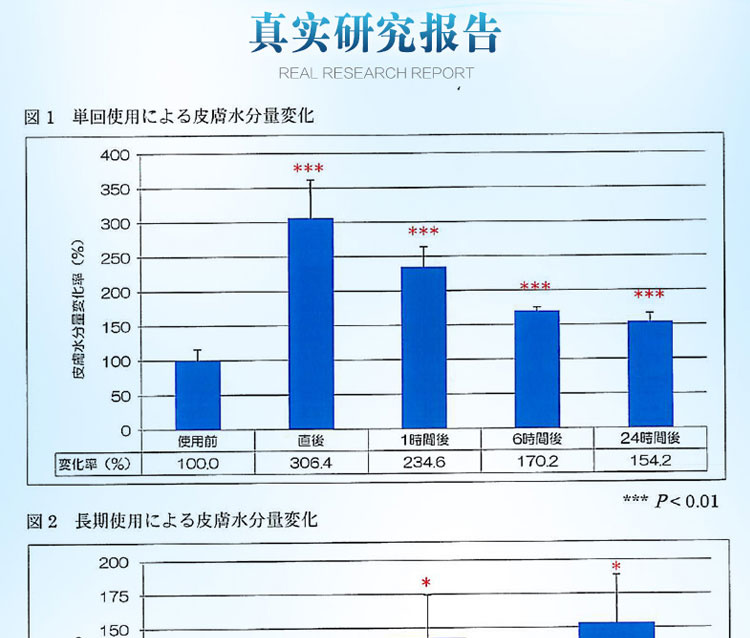 真实研究报告
REAL RESEARCH REPORT
図1 単回使用による皮膚水分量変化
400
350
300
250
200
150
100
50
0
皮膚水分量変化率（%）
***
***
***
***
使用前 直後 1時間後 6時間後 24時間後
変化率（%） 100.0 306.4 234.6 170.2 154.2
*** P<0.01
図2 長期使用による皮膚水分量変化
200
175
150
*
*